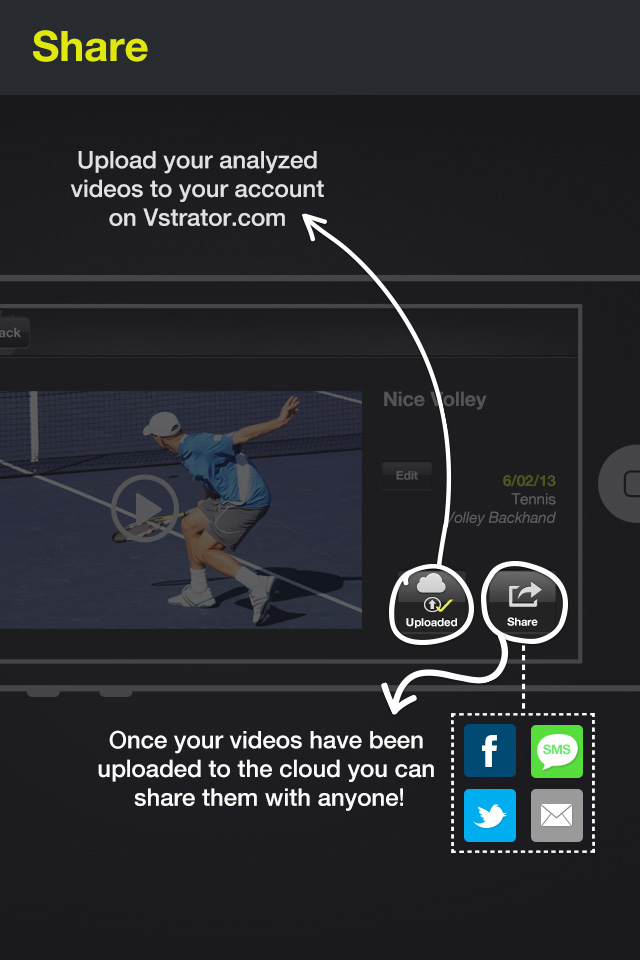 Share
Upload your analyzed
videos to your account
on Vstrator.com
ack
Nice Volley
Edit
6/02/13
Tennis
Volley Backhand
Uploaded
Share
Once your videos have been
uploaded to the cloud you can
share them with anyone!
f
SMS